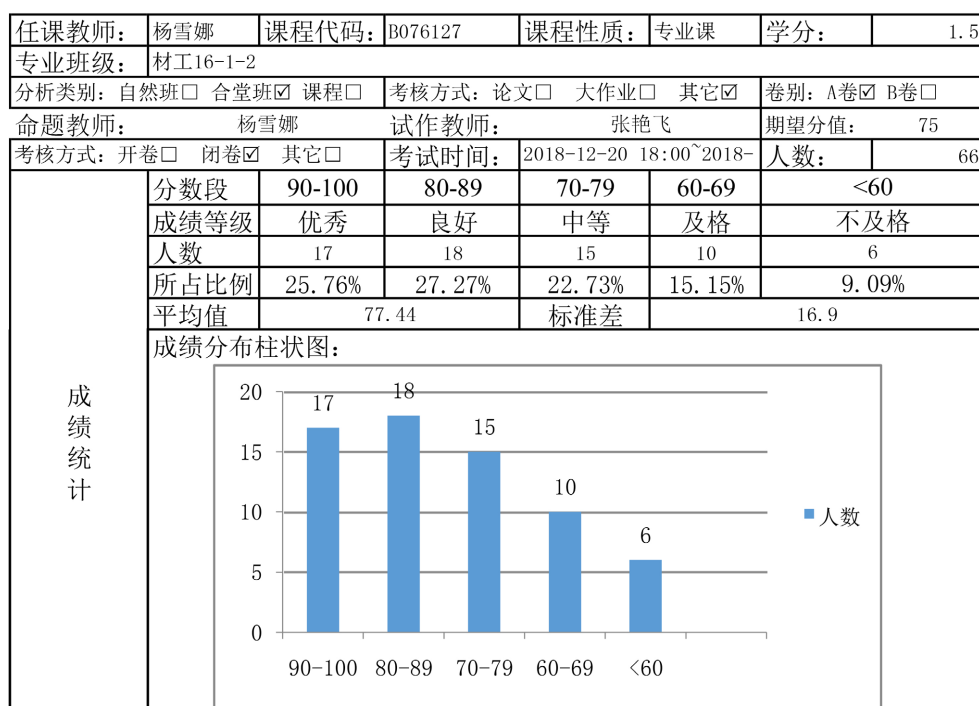 任课教师： 杨雪娜 课程代码：B076127 课程性质：专业课 学分： 1.5
专业班级： 材工16-1-2
分析类别：自然班□ 合堂班☑ 课程□ 考核方式：论文□ 大作业□ 其它☑ 卷别：A卷☑ B卷□
命题教师： 杨雪娜 试作教师： 张艳飞 期望分值： 75
考核方式：开卷□ 闭卷☑ 其它□ 考试时间： 2018-12-20 18:00~2018- 人数： 66
分数段 90-100 80-89 70-79 60-69 <60
成绩等级 优秀 良好 中等 及格 不及格
人数 17 18 15 10 6
所占比例 25.76% 27.27% 22.73% 15.15% 9.09%
平均值 77.44 标准差 16.9
成绩统计
成绩分布柱状图：
20
15
10
5
0
17 18 15 10 6
90-100 80-89 70-79 60-69 <60
人数